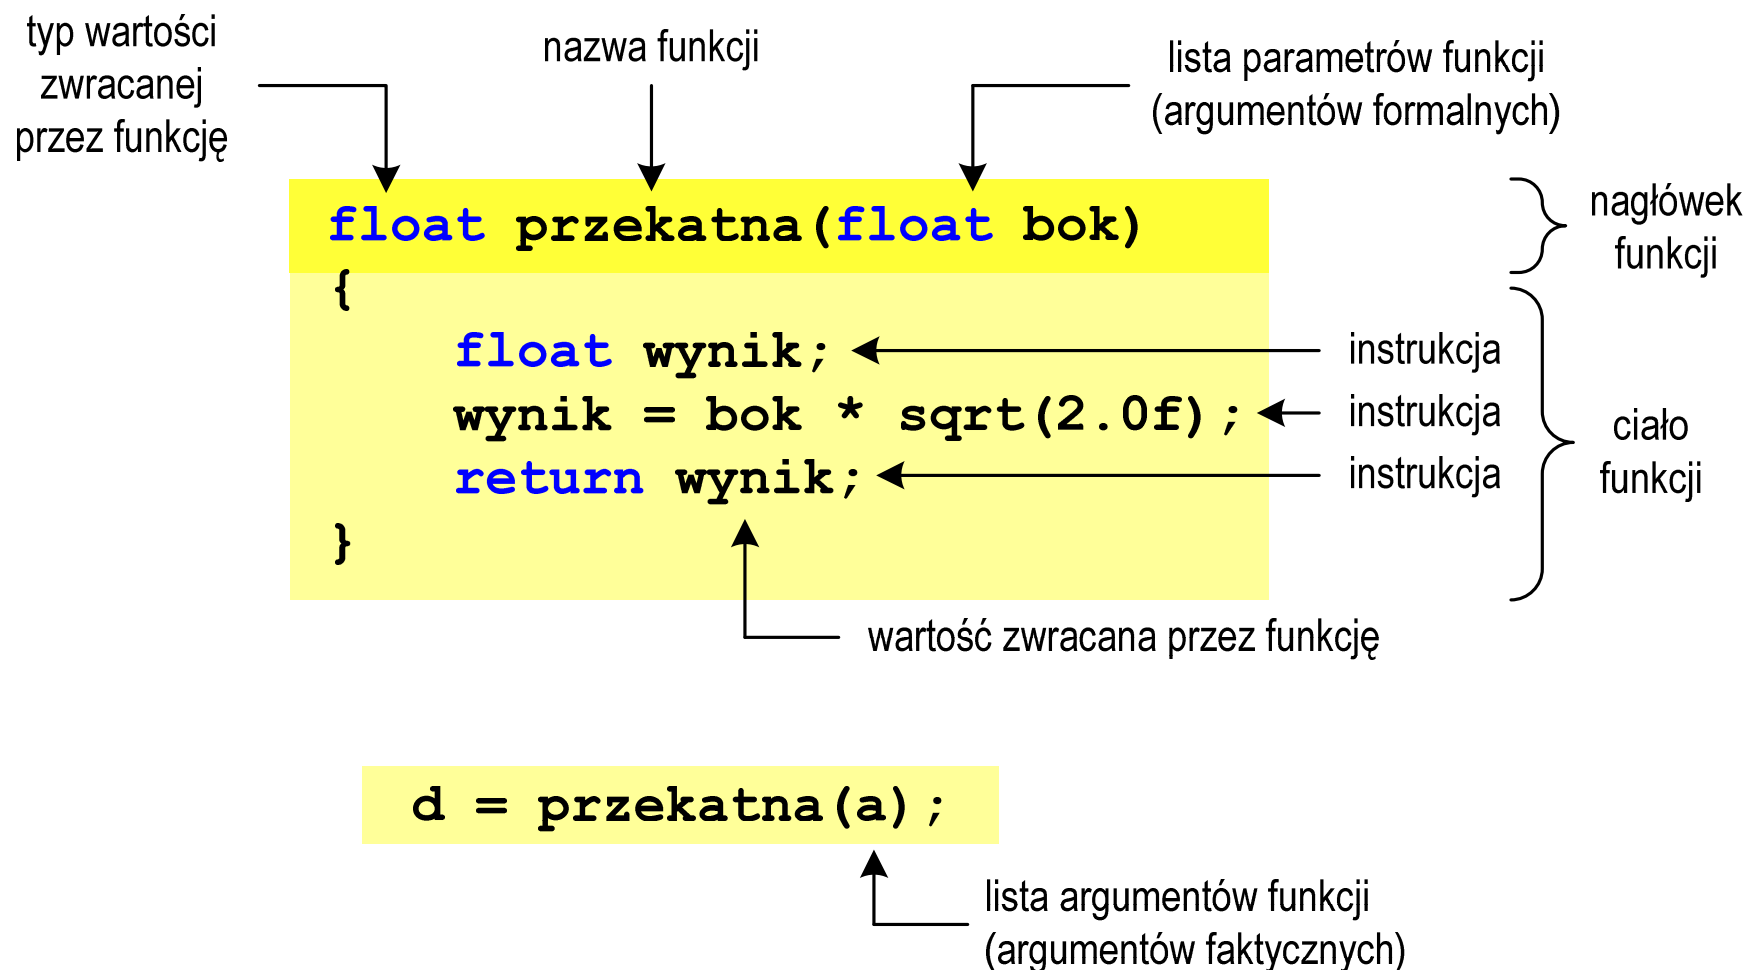 typ wartości
zwracanej
przez funkcję
nazwa funkcji
lista parametrów funkcji
(argumentów formalnych)
float przekatna(float bok)
nagłówek
funkcji
{
float wynik;
instrukcja
wynik = bok * sqrt(2.0f);
instrukcja
return wynik;
instrukcja
}
ciało
funkcji
wartość zwracana przez funkcję
d = przekatna(a);
lista argumentów funkcji
(argumentów faktycznych)